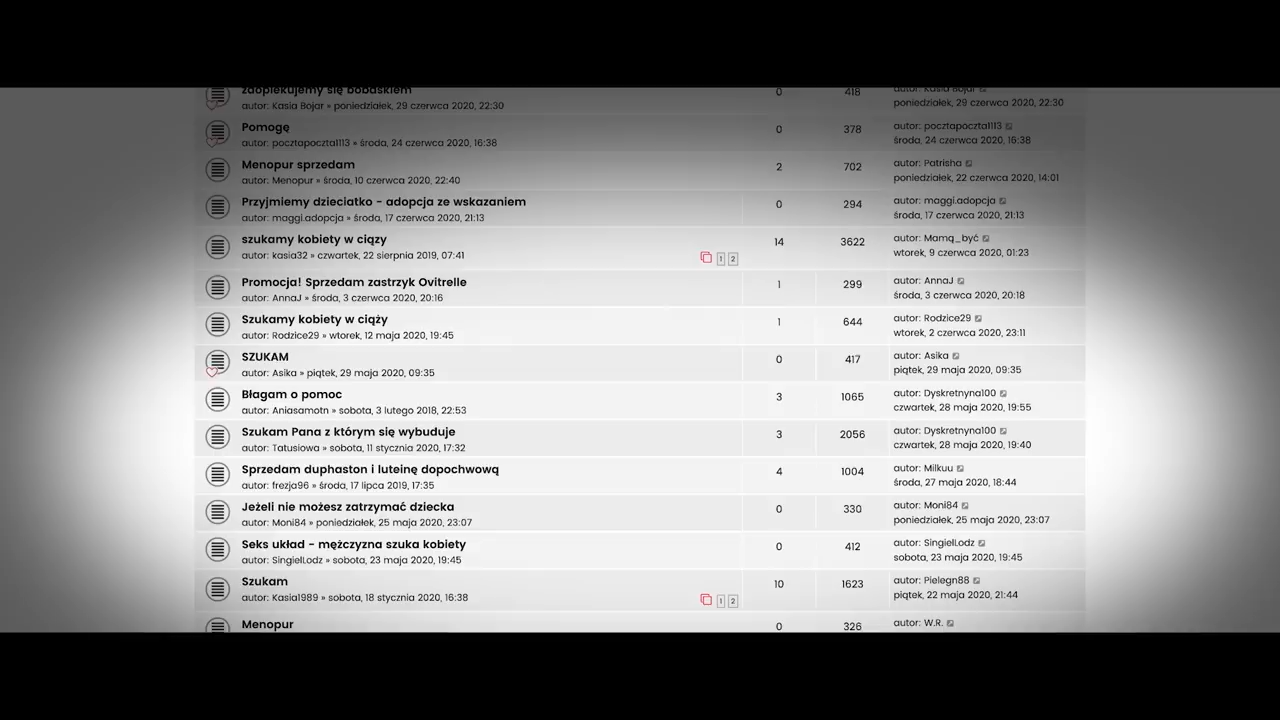 zaopiekujemy się bobaskiem 0 418 autor: Kasia Bojar
autor: Kasia Bojar » poniedziałek, 29 czerwca 2020, 22:30 poniedziałek, 29 czerwca 2020, 22:30
Pomogę 0 378 autor: pocztapoczta1113
autor: pocztapoczta1113 » środa, 24 czerwca 2020, 16:38 środa, 24 czerwca 2020, 16:38
Menopur sprzedam 2 702 autor: Patrisha
autor: Menopur » środa, 10 czerwca 2020, 22:40 poniedziałek, 22 czerwca 2020, 14:01
Przyjmiemy dzieciatko - adopcja ze wskazaniem 0 294 autor: maggi.adopcja
autor: maggi.adopcja » środa, 17 czerwca 2020, 21:13 środa, 17 czerwca 2020, 21:13
szukamy kobiety w ciązy 14 3622 autor: Mamą_być
autor: kasia32 » czwartek, 22 sierpnia 2019, 07:41 1 2 wtorek, 9 czerwca 2020, 01:23
Promocja! Sprzedam zastrzyk Ovitrelle 1 299 autor: AnnaJ
autor: AnnaJ » środa, 3 czerwca 2020, 20:16 środa, 3 czerwca 2020, 20:18
Szukamy kobiety w ciąży 1 644 autor: Rodzice29
autor: Rodzice29 » wtorek, 12 maja 2020, 19:45 wtorek, 2 czerwca 2020, 23:11
SZUKAM 0 417 autor: Asika
autor: Asika » piątek, 29 maja 2020, 09:35 piątek, 29 maja 2020, 09:35
Błagam o pomoc 3 1065 autor: Dyskretnyna100
autor: Aniasamotn » sobota, 3 lutego 2018, 22:53 czwartek, 28 maja 2020, 19:55
Szukam Pana z którym się wybuduje 3 2056 autor: Dyskretnyna100
autor: Tatusiowa » sobota, 11 stycznia 2020, 17:32 czwartek, 28 maja 2020, 19:40
Sprzedam duphaston i luteinę dopochwową 4 1004 autor: Milkuu
autor: frezja96 » środa, 17 lipca 2019, 17:35 środa, 27 maja 2020, 18:44
Jeżeli nie możesz zatrzymać dziecka 0 330 autor: Moni84
autor: Moni84 » poniedziałek, 25 maja 2020, 23:07 poniedziałek, 25 maja 2020, 23:07
Seks układ - mężczyzna szuka kobiety 0 412 autor: SingielLodz
autor: SingielLodz » sobota, 23 maja 2020, 19:45 sobota, 23 maja 2020, 19:45
Szukam 10 1623 autor: Pielegn88
autor: Kasia1989 » sobota, 18 stycznia 2020, 16:38 1 2 piątek, 22 maja 2020, 21:44
Menopur 0 326 autor: W.R.